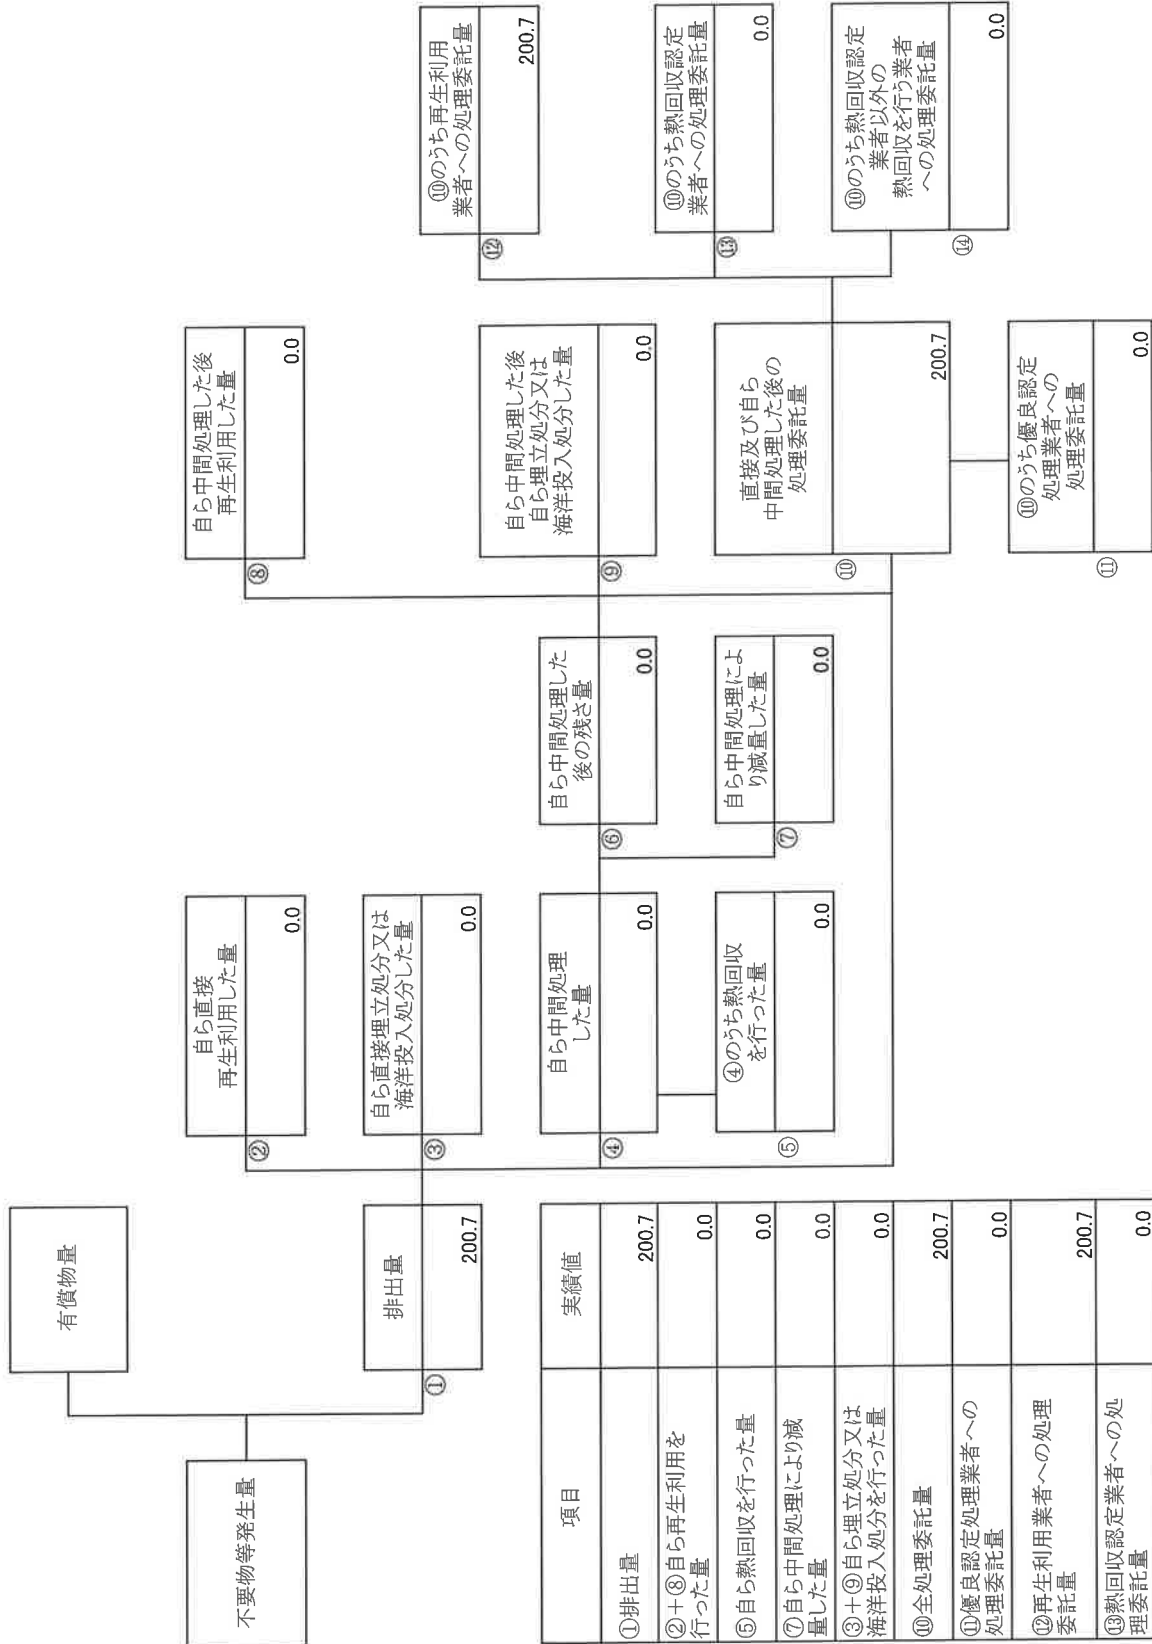 不要物等発生量
有償物量
排出量
①
200.7
自ら直接
再生利用した量
②
0.0
自ら直接埋立処分又は
海洋投入処分した量
③
0.0
自ら中間処理
した量
④
0.0
④のうち熱回収
を行った量
⑤
0.0
自ら中間処理した
後の残さ量
⑥
0.0
自ら中間処理によ
り減量した量
⑦
0.0
自ら中間処理した後
再生利用した量
⑧
0.0
自ら中間処理した後
自ら埋立処分又は
海洋投入処分した量
⑨
0.0
直接及び自ら
中間処理した後の
処理委託量
⑩
200.7
⑩のうち優良認定
処理業者への
処理委託量
⑪
0.0
⑩のうち再生利用
業者への処理委託量
⑫
200.7
⑩のうち熱回収認定
業者への処理委託量
⑬
0.0
⑩のうち熱回収認定
業者以外の
熱回収を行う業者
への処理委託量
⑭
0.0
項目 実績値
①排出量 200.7
②＋⑧自ら再生利用を
行った量 0.0
⑤自ら熱回収を行った量 0.0
⑦自ら中間処理により減
量した量 0.0
③＋⑨自ら埋立処分又は
海洋投入処分を行った量 0.0
⑩全処理委託量 200.7
⑪優良認定処理業者への
処理委託量 0.0
⑫再生利用業者への処理
委託量 200.7
⑬熱回収認定業者への処
理委託量 0.0